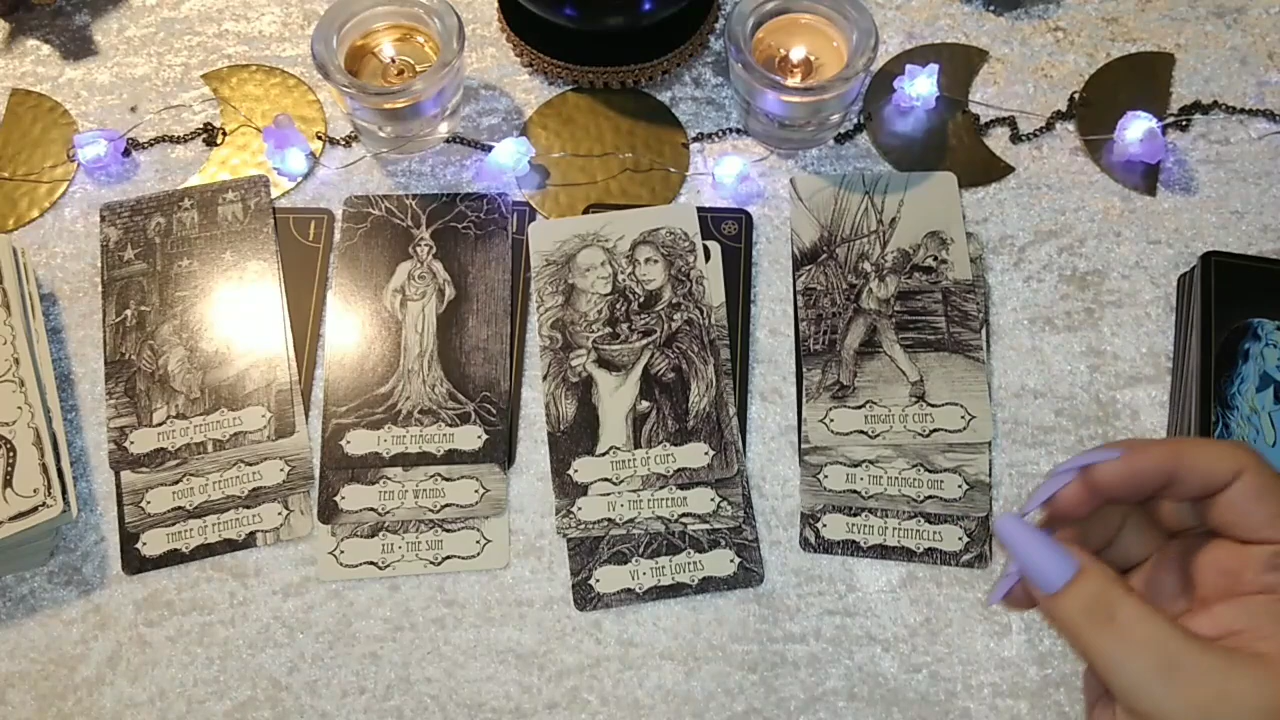 FIVE OF PENTACLES
FOUR OF PENTACLES
THREE OF PENTACLES
I • THE MAGICIAN
TEN OF WANDS
XIX • THE SUN
THREE OF CUPS
IV • THE EMPEROR
VI • THE LOVERS
KNIGHT OF CUPS
XII • THE HANGED ONE
SEVEN OF PENTACLES